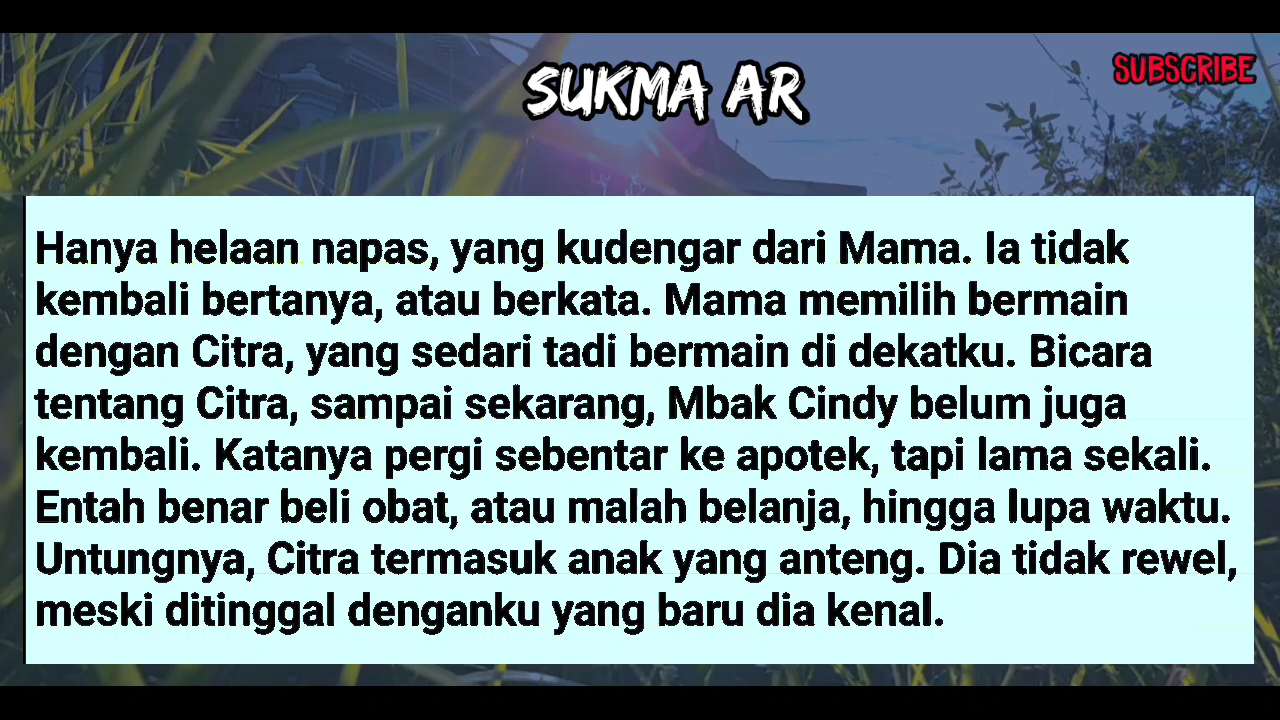 SUKMA AR
SUBSCRIBE
Hanya helaan napas, yang kudengar dari Mama. Ia tidak
kembali bertanya, atau berkata. Mama memilih bermain
dengan Citra, yang sedari tadi bermain di dekatku. Bicara
tentang Citra, sampai sekarang, Mbak Cindy belum juga
kembali. Katanya pergi sebentar ke apotek, tapi lama sekali.
Entah benar beli obat, atau malah belanja, hingga lupa waktu.
Untungnya, Citra termasuk anak yang anteng. Dia tidak rewel,
meski ditinggal denganku yang baru dia kenal.